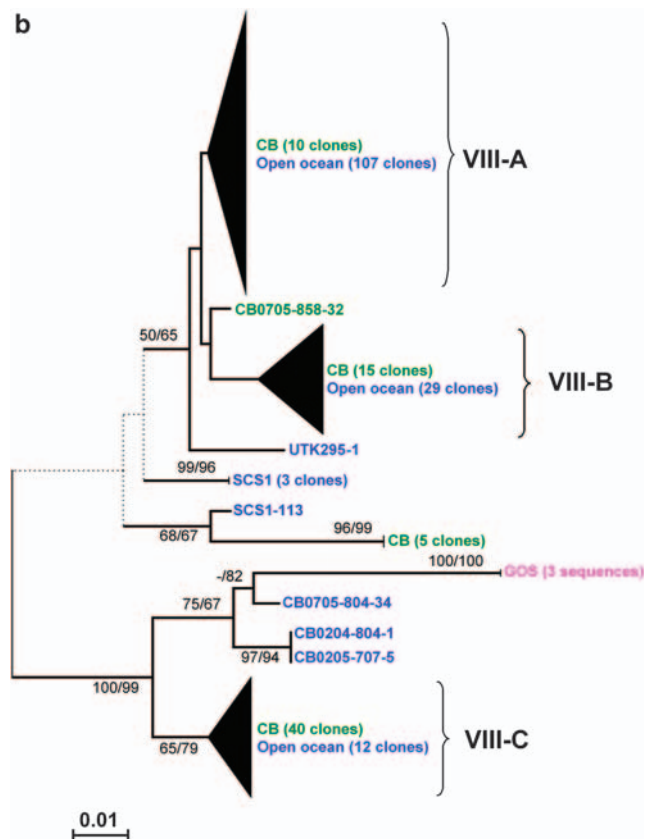 b
CB (10 clones)
Open ocean (107 clones)
VIII-A
CB0705-858-32
50/65
CB (15 clones)
Open ocean (29 clones)
VIII-B
UTK295-1
99/96
SCS1 (3 clones)
SCS1-113
68/67
96/99
CB (5 clones)
100/100
GOS (3 sequences)
-/82
75/67
CB0705-804-34
CB0204-804-1
97/94
CB0205-707-5
100/99
CB (40 clones)
Open ocean (12 clones)
VIII-C
65/79
0.01